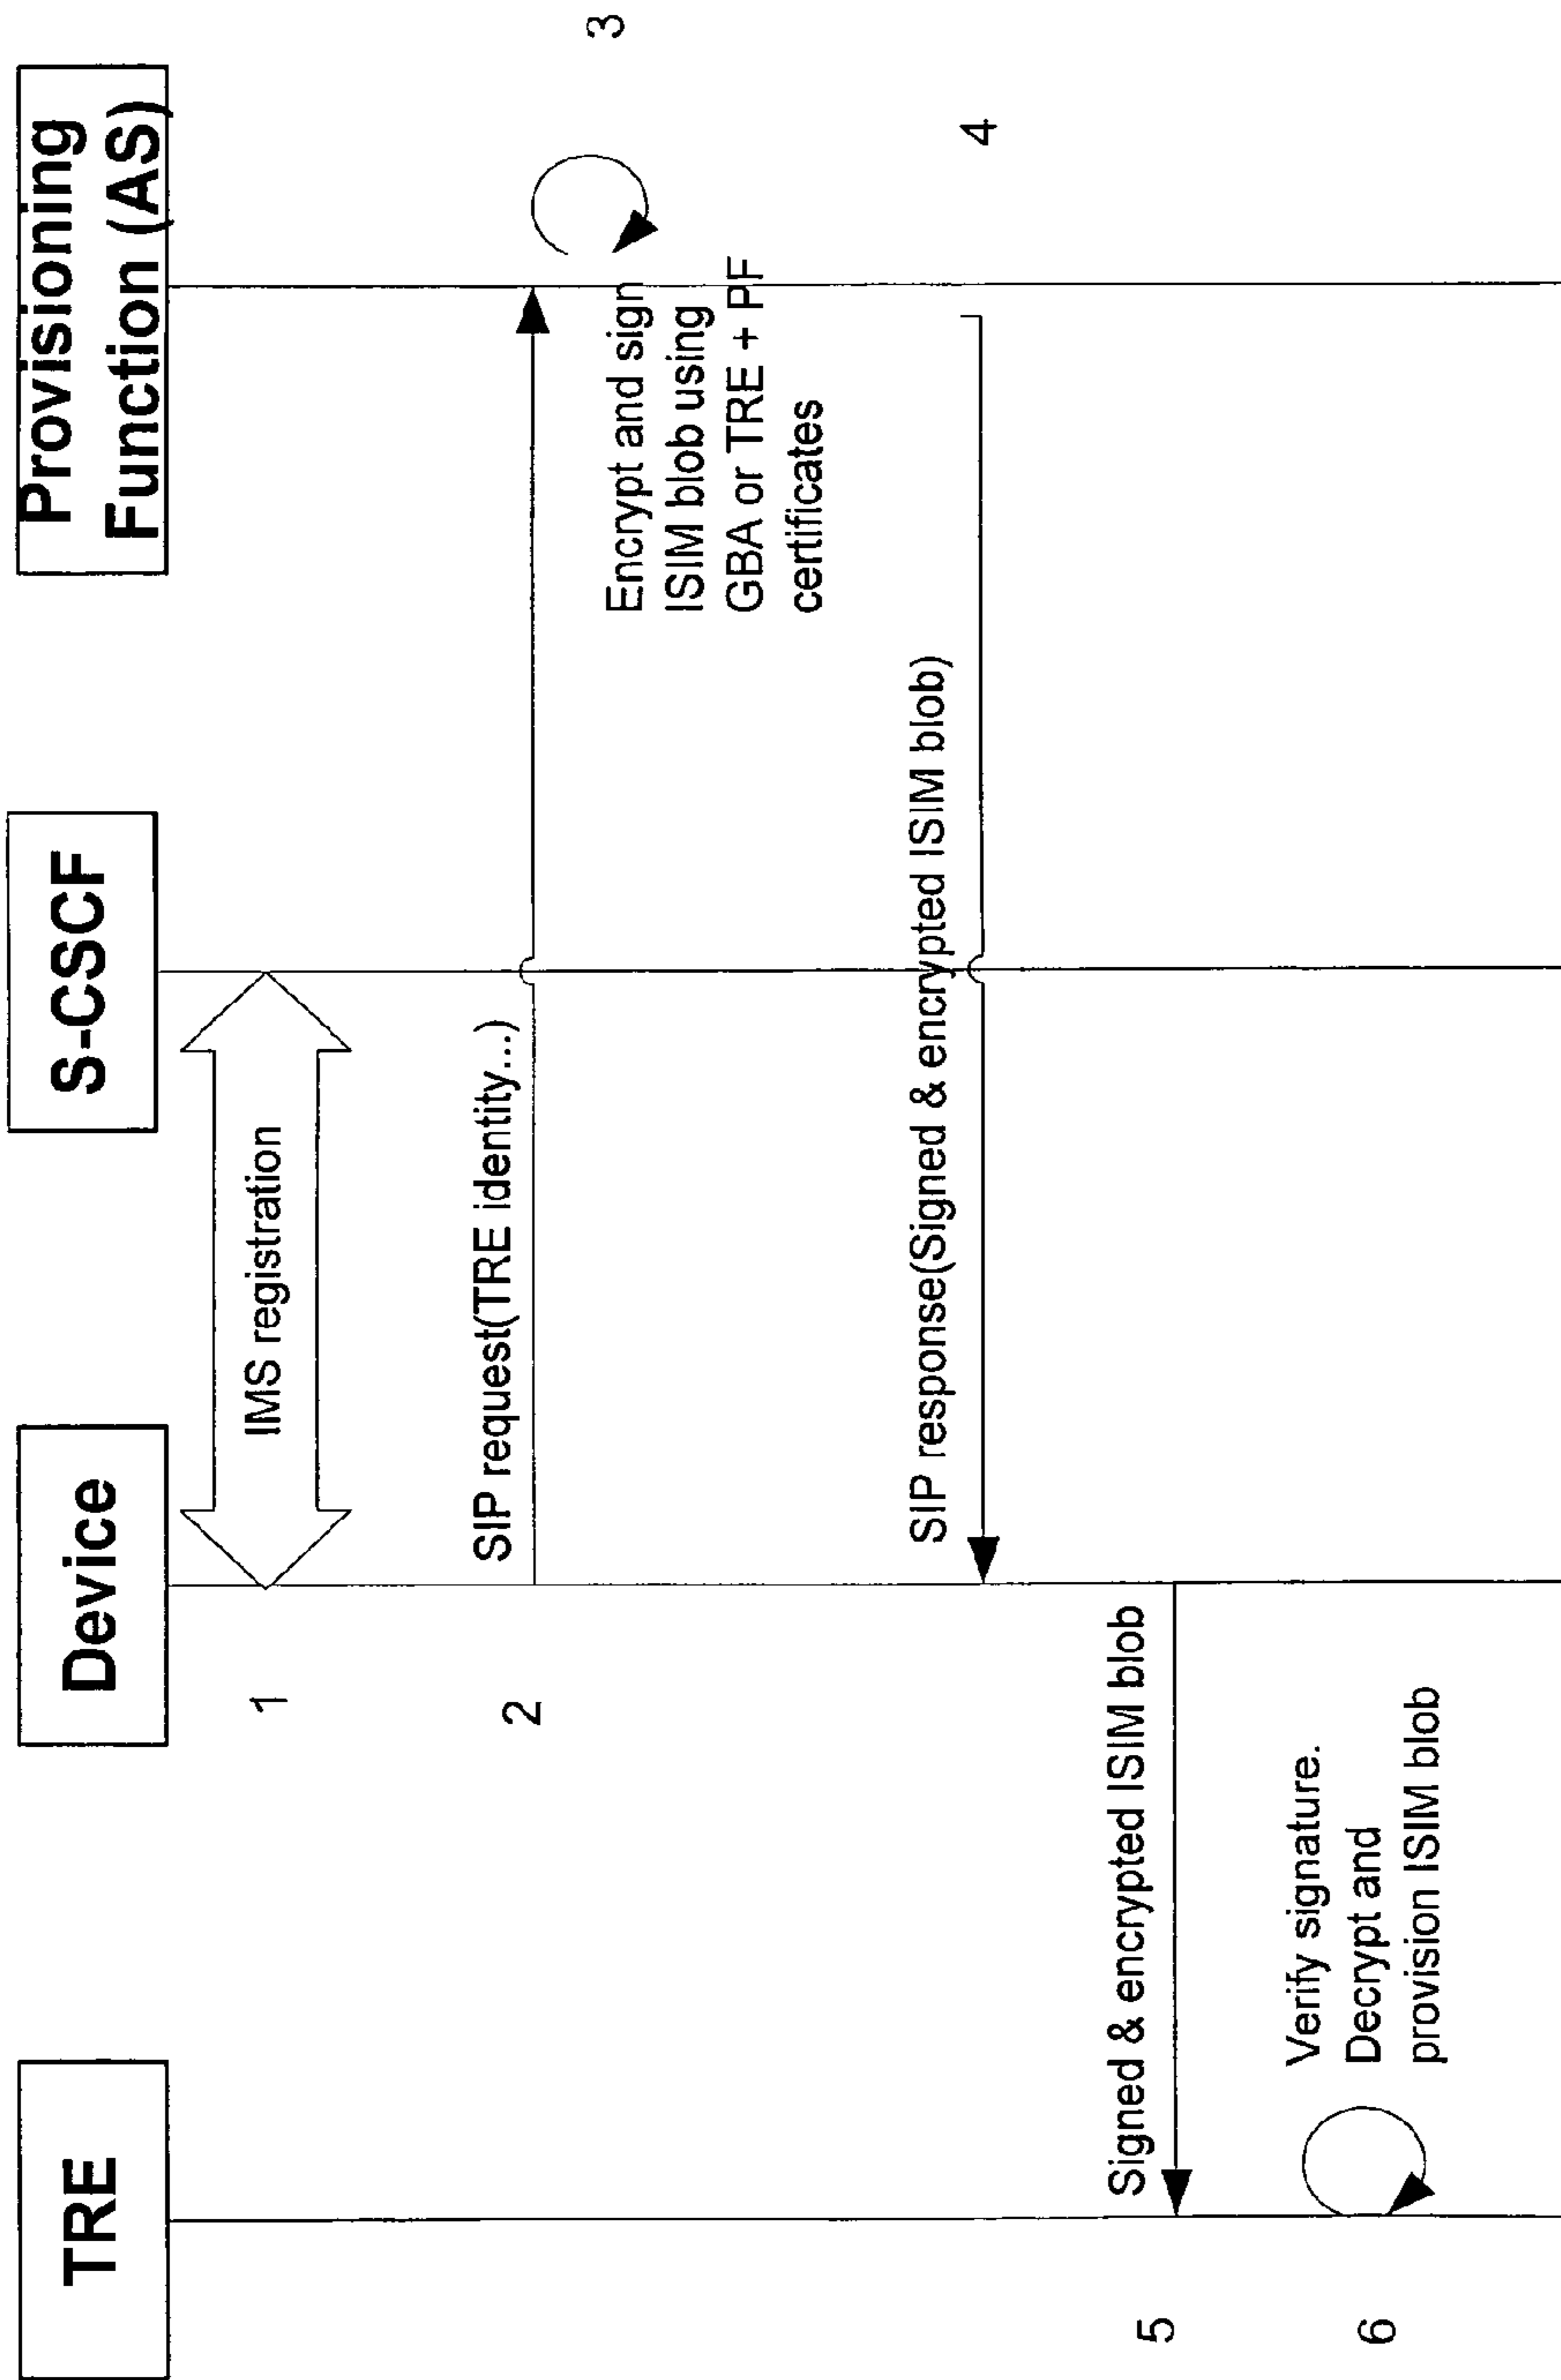 TRE
Device
S-CSCF
Provisioning
Function (AS)
1
IMS registration
2
SIP request(TRE identity...)
3
Encrypt and sign
ISIM blob using
GBA or TRE + PF
certificates
4
SIP response(Signed & encrypted ISIM blob)
5
Signed & encrypted ISIM blob
6
Verify signature.
Decrypt and
provision ISIM blob